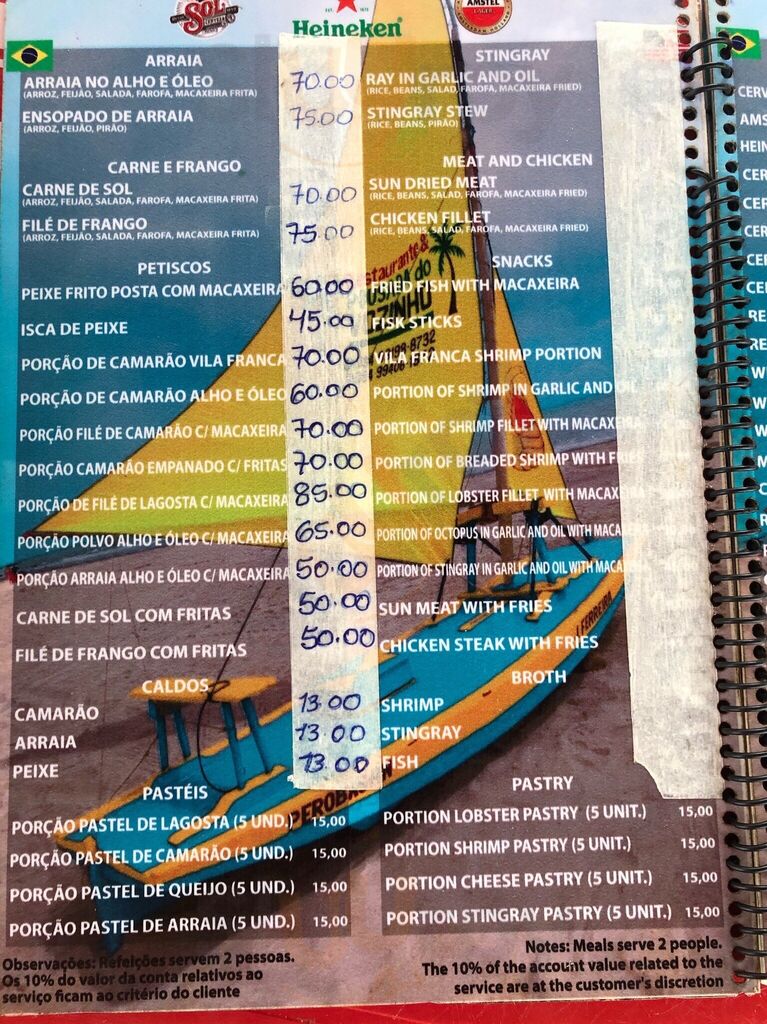 SOL
Heineken
AMSTEL
LAGER
ARRAIA
ARRAIA NO ALHO E ÓLEO 70.00
(ARROZ, FEIJÃO, SALADA, FAROFA, MACAXEIRA FRITA)
ENSOPADO DE ARRAIA 75.00
(ARROZ, FEIJÃO, PIRÃO)
CARNE E FRANGO
CARNE DE SOL 70.00
(ARROZ, FEIJÃO, SALADA, FAROFA, MACAXEIRA FRITA)
FILÉ DE FRANGO 75.00
(ARROZ, FEIJÃO, SALADA, FAROFA, MACAXEIRA FRITA)
PETISCOS
PEIXE FRITO POSTA COM MACAXEIRA 60.00
ISCA DE PEIXE 45.00
PORÇÃO DE CAMARÃO VILA FRANCA 70.00
PORÇÃO DE CAMARÃO ALHO E ÓLEO 60.00
PORÇÃO FILÉ DE CAMARÃO C/ MACAXEIRA 70.00
PORÇÃO CAMARÃO EMPANADO C/ FRITAS 70.00
PORÇÃO DE FILÉ DE LAGOSTA C/ MACAXEIRA 85.00
PORÇÃO POLVO ALHO E ÓLEO C/ MACAXEIRA 65.00
PORÇÃO ARRAIA ALHO E ÓLEO C/ MACAXEIRA 50.00
CARNE DE SOL COM FRITAS 50.00
FILÉ DE FRANGO COM FRITAS 50.00
CALDOS
CAMARÃO 13.00
ARRAIA 13.00
PEIXE 13.00
PASTÉIS
PORÇÃO PASTEL DE LAGOSTA (5 UND.) 15,00
PORÇÃO PASTEL DE CAMARÃO (5 UND.) 15,00
PORÇÃO PASTEL DE QUEIJO (5 UND.) 15,00
PORÇÃO PASTEL DE ARRAIA (5 UND.) 15,00
Observações: Refeições servem 2 pessoas.
Os 10% do valor da conta relativos ao
serviço ficam ao critério do cliente
STINGRAY
RAY IN GARLIC AND OIL
(RICE, BEANS, SALAD, FAROFA, MACAXEIRA FRIED)
STINGRAY STEW
(RICE, BEANS, PIRÃO)
MEAT AND CHICKEN
SUN DRIED MEAT
(RICE, BEANS, SALAD, FAROFA, MACAXEIRA FRIED)
CHICKEN FILLET
(RICE, BEANS, SALAD, FAROFA, MACAXEIRA FRIED)
SNACKS
FRIED FISH WITH MACAXEIRA
FISK STICKS
VILA FRANCA SHRIMP PORTION
PORTION OF SHRIMP IN GARLIC AND OIL
PORTION OF SHRIMP FILLET WITH MACAX
PORTION OF BREADED SHRIMP WITH FRIES
PORTION OF LOBSTER FILLET WITH MACAX
PORTION OF OCTOPUS IN GARLIC AND OIL WITH MACA
PORTION OF STINGRAY IN GARLIC AND OIL WITH MACA
SUN MEAT WITH FRIES
CHICKEN STEAK WITH FRIES
BROTH
SHRIMP
STINGRAY
FISH
PASTRY
PORTION LOBSTER PASTRY (5 UNIT.) 15,00
PORTION SHRIMP PASTRY (5 UNIT.) 15,00
PORTION CHEESE PASTRY (5 UNIT.) 15,00
PORTION STINGRAY PASTRY (5 UNIT.) 15,00
Notes: Meals serve 2 people.
The 10% of the account value related to the
service are at the customer's discretion
staurante &
do
ZINHO
J.FERREIRA
CERV
AMS
HEIN
CER
CER
CER
CER